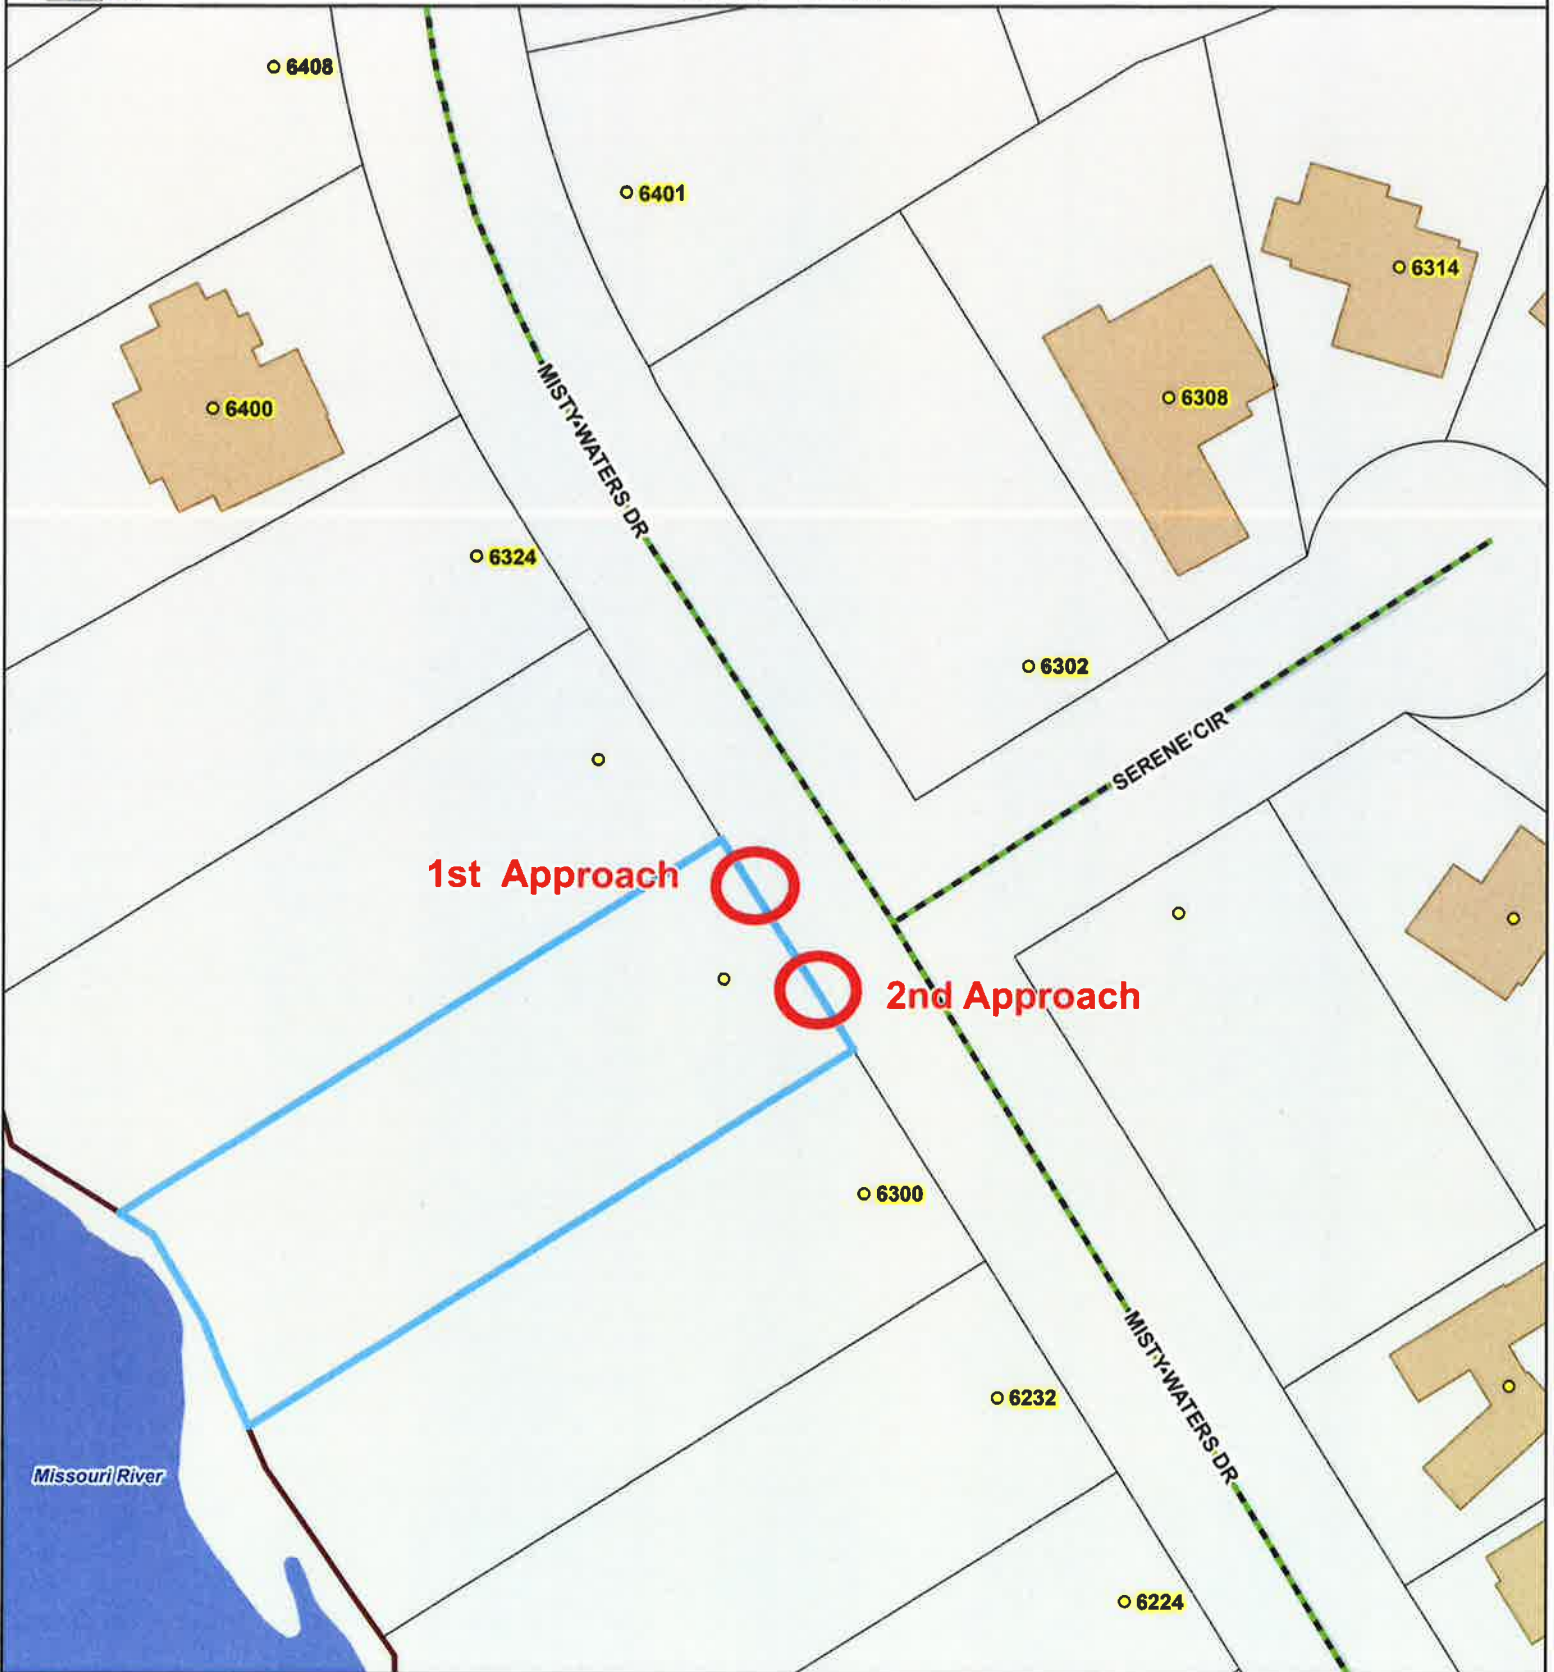 6408
6401
6314
MISTY WATERS DR
6308
6400
6324
6302
SERENE CIR
1st Approach
2nd Approach
6300
MISTY WATERS DR
6232
Missouri River
6224